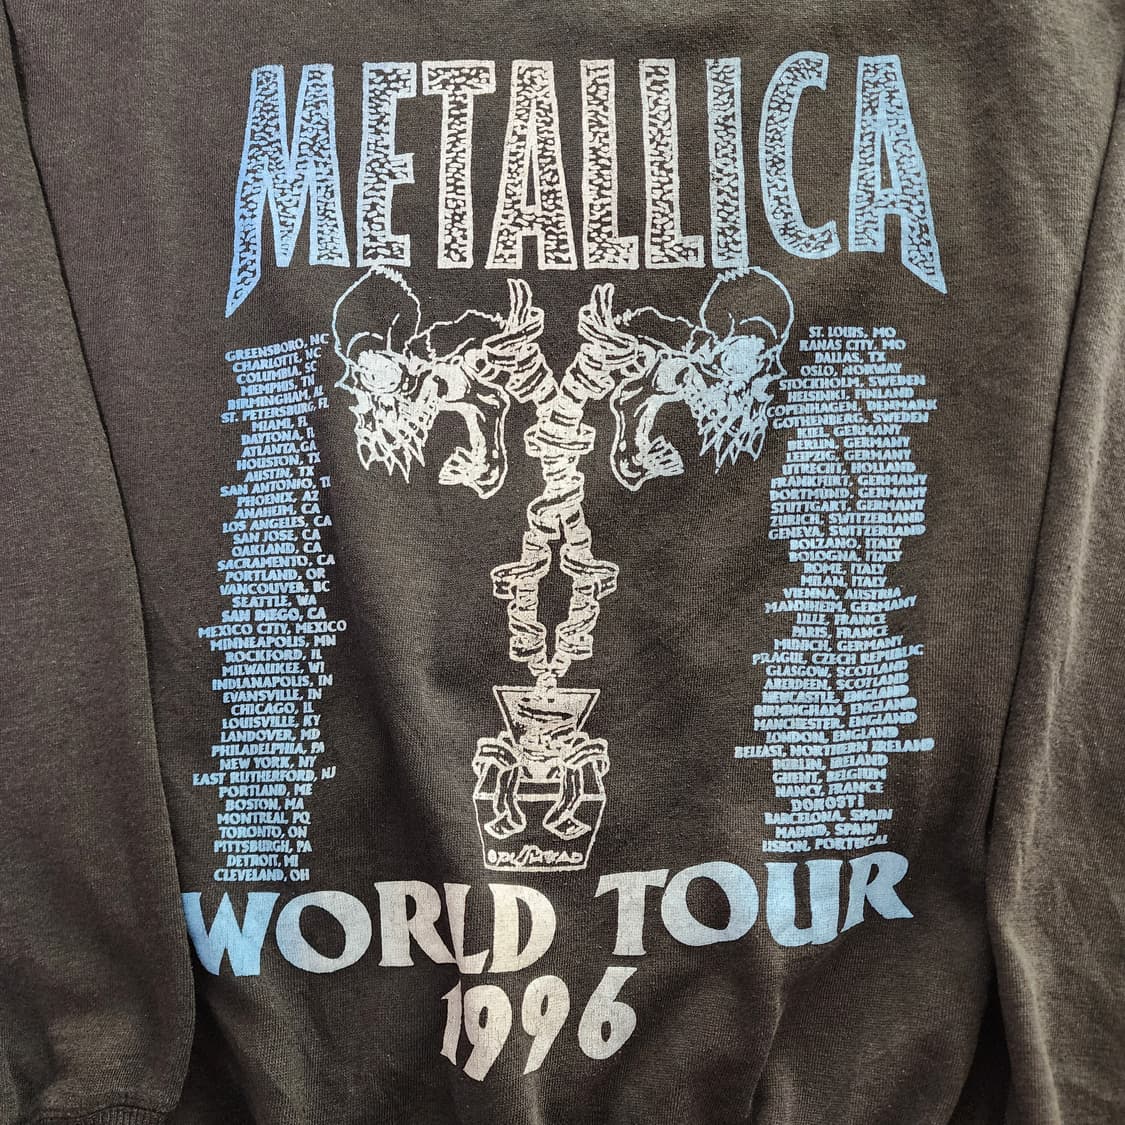 METALLICA
GREENSBORO, NC
CHARLOTTE, NC
COLUMBIA, SC
MEMPHIS, TN
BIRMINGHAM, AL
ST. PETERSBURG, FL
MIAMI, FL
DAYTONA,
ATLANTA, GA
HOUSTON, TX
AUSTIN, TX
SAN ANTONIO,
PHOENIX, AZ
ANAHEIM, CA
LOS ANGELES, CA
SAN JOSE, CA
OAKLAND, CA
SACRAMENTO, CA
PORTLAND, OR
VANCOUVER, BC
SEATTLE, WA
SAN DIEGO, CA
MEXICO CITY, MEXICO
MINNEAPOLIS, MN
ROCKFORD, IL
MILWAUKEE, WI
INDIANAPOLIS, IN
EVANSVILLE, IN
CHICAGO, IL
LOUISVILLE, KY
LANDOVER, MD
PHILADELPHIA, PA
NEW YORK, NY
EAST RUTHERFORD, NJ
PORTLAND, ME
BOSTON, MA
MONTREAL, PQ
TORONTO, ON
PITTSBURGH, PA
DETROIT, MI
CLEVELAND, OH
ST. LOUIS, MO
KANAS CITY, MO
DALLAS, TX
OSLO, NORWAY
STOCKHOLM, SWEDEN
HELSINKI, FINLAND
COPENHAGEN, DENMARK
GOTHENBERG, SWEDEN
KIEL, GERMANY
BERLIN, GERMANY
LEIPZIG, GERMANY
UTRECHT, HOLLAND
FRANKFURT, GERMANY
DORTMUND, GERMANY
STUTTGART, GERMANY
ZURICH, SWITZERLAND
GENEVA, SWITZERLAND
BOLZANO, ITALY
BOLOGNA, ITALY
ROME, ITALY
MILAN, ITALY
VIENNA, AUSTRIA
MANNHEIM, GERMANY
LILLE, FRANCE
PARIS, FRANCE
MUNICH, GERMANY
PRAGUE, CZECH REPUBLIC
GLASGOW, SCOTLAND
ABERDEEN, SCOTLAND
NEWCASTLE, ENGLAND
BIRMINGHAM, ENGLAND
MANCHESTER, ENGLAND
LONDON, ENGLAND
BELFAST, NORTHERN IRELAND
DUBLIN, IRELAND
GHENT, BELGIUM
NANCY, FRANCE
DONOSTI
BARCELONA, SPAIN
MADRID, SPAIN
LISBON, PORTUGAL
©PUSHEAD
WORLD TOUR
1996